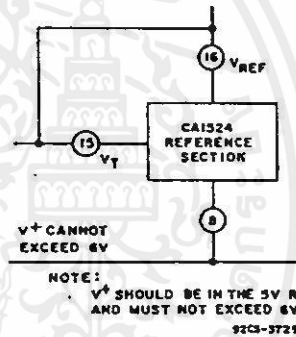 16
VREF
CA1524
REFERENCE
SECTION
15
VT
8
V+ CANNOT
EXCEED 6V
NOTE:
V+ SHOULD BE IN THE 5V
AND MUST NOT EXCEED 6V
92CS-3729